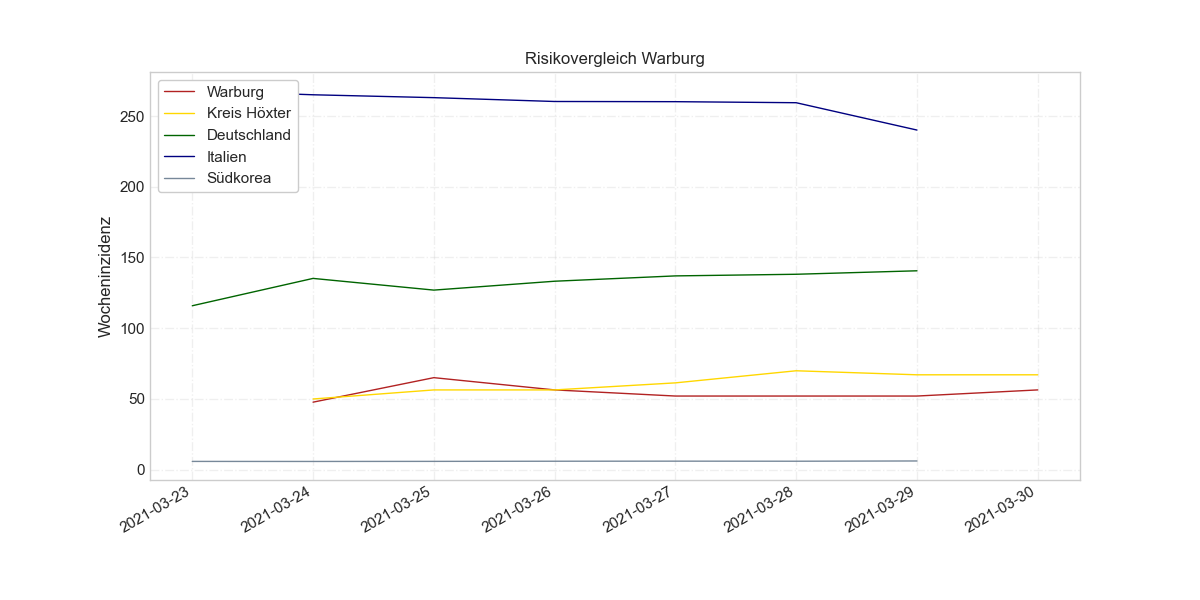 Risikovergleich Warburg
Warburg
Kreis Höxter
Deutschland
Italien
Südkorea
Wocheninzidenz
250
200
150
100
50
0
2021-03-23
2021-03-24
2021-03-25
2021-03-26
2021-03-27
2021-03-28
2021-03-29
2021-03-30